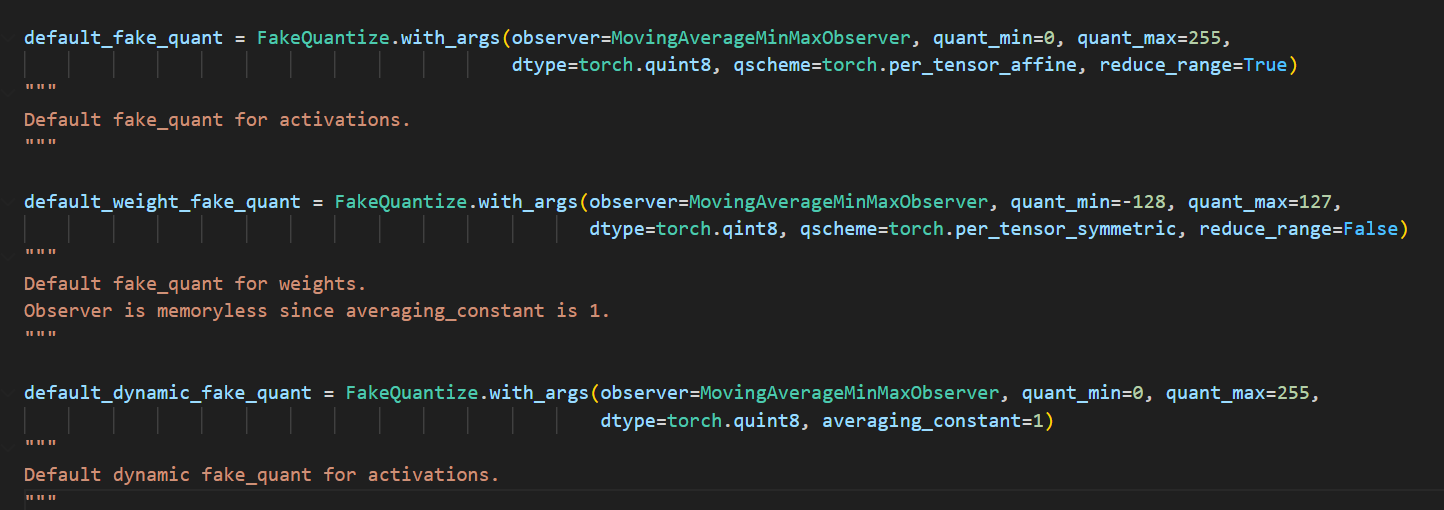 default_fake_quant = FakeQuantize.with_args(observer=MovingAverageMinMaxObserver, quant_min=0, quant_max=255,
dtype=torch.quint8, qscheme=torch.per_tensor_affine, reduce_range=True)
"""
Default fake_quant for activations.
"""
default_weight_fake_quant = FakeQuantize.with_args(observer=MovingAverageMinMaxObserver, quant_min=-128, quant_max=127,
dtype=torch.qint8, qscheme=torch.per_tensor_symmetric, reduce_range=False)
"""
Default fake_quant for weights.
Observer is memoryless since averaging_constant is 1.
"""
default_dynamic_fake_quant = FakeQuantize.with_args(observer=MovingAverageMinMaxObserver, quant_min=0, quant_max=255,
dtype=torch.quint8, averaging_constant=1)
"""
Default dynamic fake_quant for activations.
"""